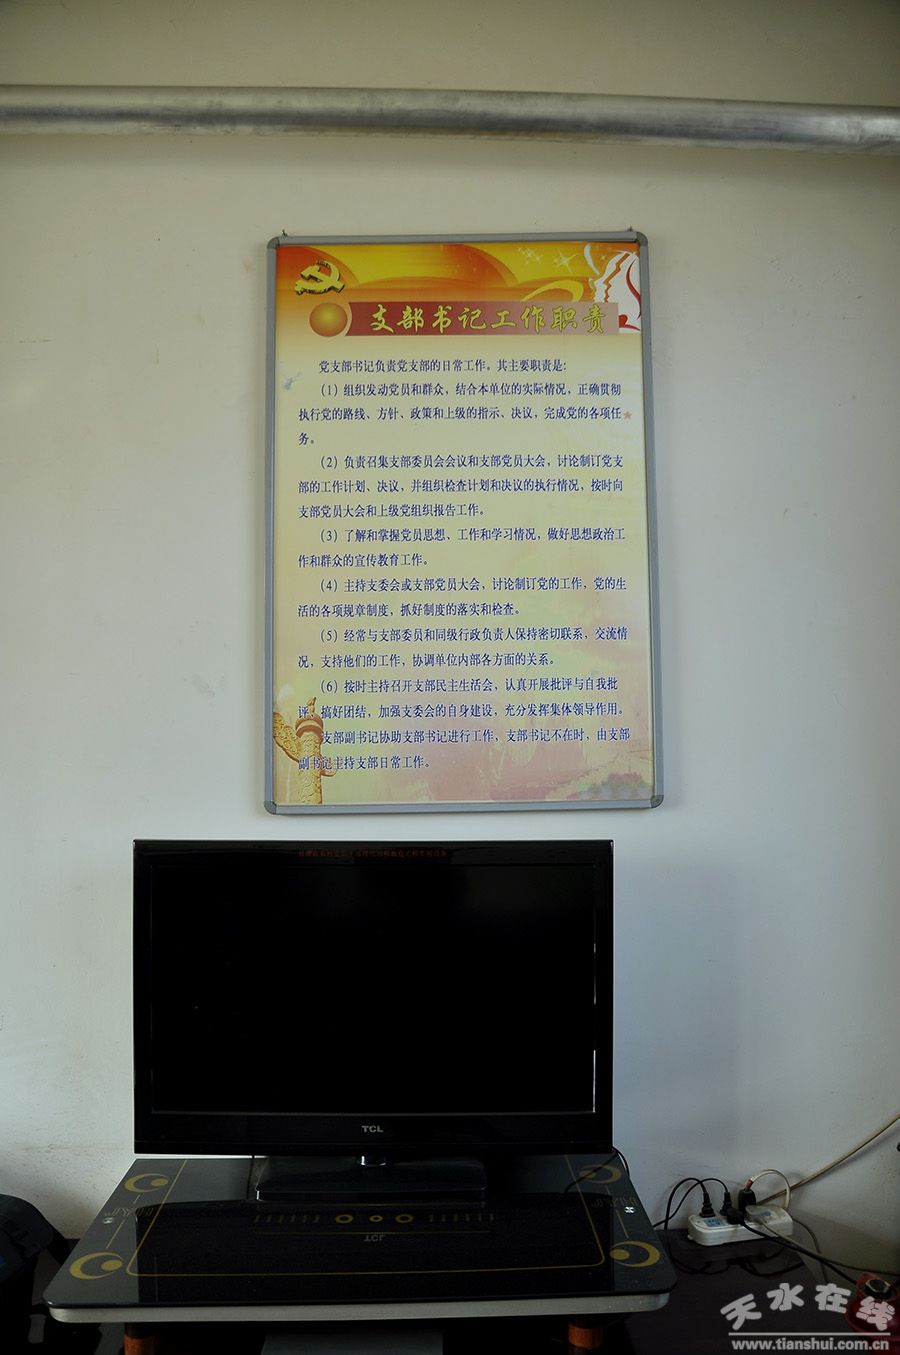 支部书记工作职责
党支部书记负责党支部的日常工作。其主要职责是:
(1)组织发动党员和群众,结合本单位的实际情况,正确贯彻
执行党的路线、方针、政策和上级的指示、决议,完成党的各项任
务。
(2)负责召集支部委员会会议和支部党员大会,讨论制订党支
部的工作计划、决议,并组织检查计划和决议的执行情况,按时向
支部党员大会和上级党组织报告工作。
(3)了解和掌握党员思想、工作和学习情况,做好思想政治工
作和群众的宣传教育工作。
(4)主持支委会或支部党员大会,讨论制订党的工作,党的生
活的各项规章制度,抓好制度的落实和检查。
(5)经常与支部委员和同级行政负责人保持密切联系,交流情
况,支持他们的工作,协调单位内部各方面的关系。
(6)按时主持召开支部民主生活会,认真开展批评与自我批
评,搞好团结,加强支委会的自身建设,充分发挥集体领导作用。
支部副书记协助支部书记进行工作,支部书记不在时,由支部
副书记主持支部日常工作。
TCL
天水在线
www.tianshui.com.cn